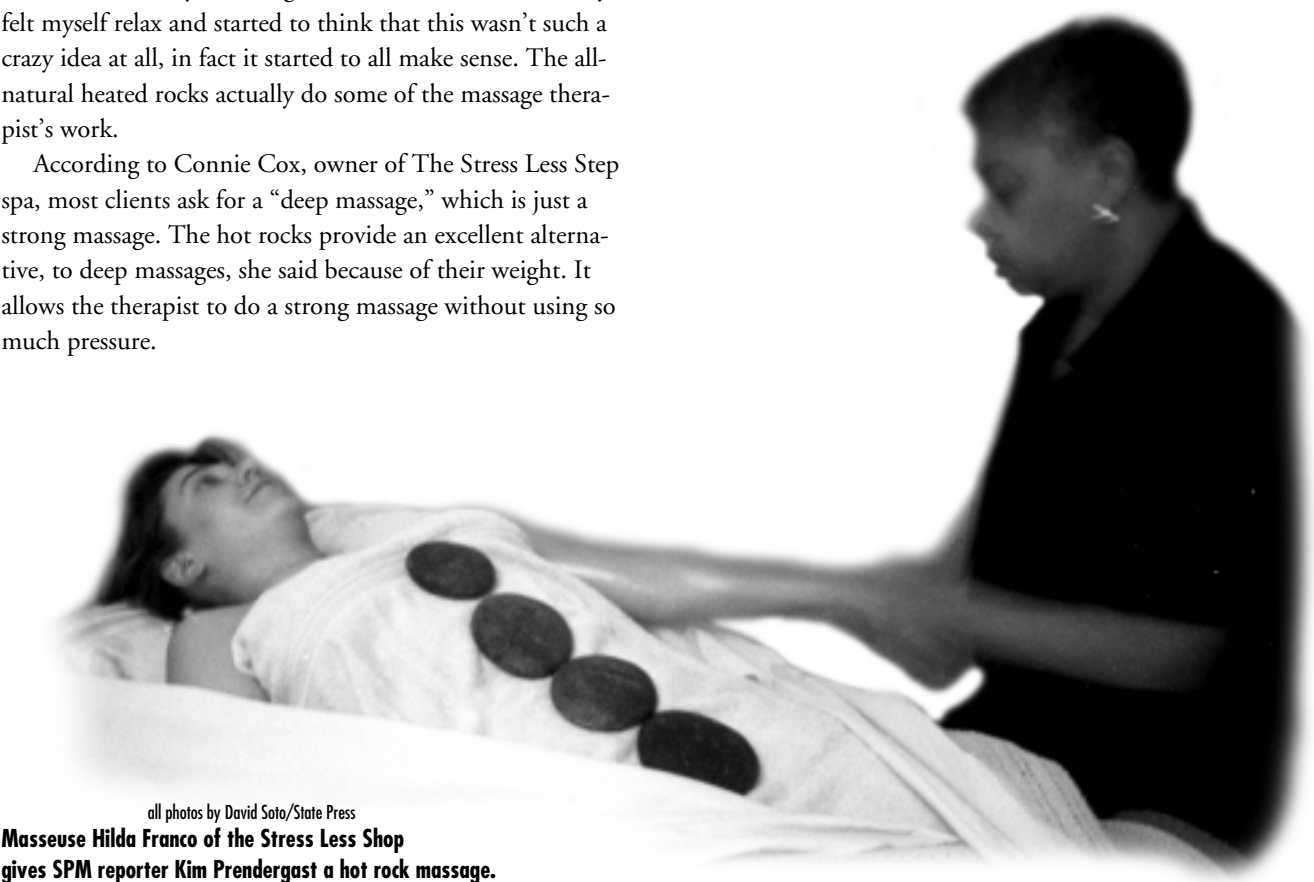 felt myself relax and started to think that this wasn't such a
crazy idea at all, in fact it started to all make sense. The all-
natural heated rocks actually do some of the massage thera-
pist's work.
According to Connie Cox, owner of The Stress Less Step
spa, most clients ask for a “deep massage,” which is just a
strong massage. The hot rocks provide an excellent alterna-
tive, to deep massages, she said because of their weight. It
allows the therapist to do a strong massage without using so
much pressure.
all photos by David Soto/State Press
Masseuse Hilda Franco of the Stress Less Shop
gives SPM reporter Kim Prendergast a hot rock massage.